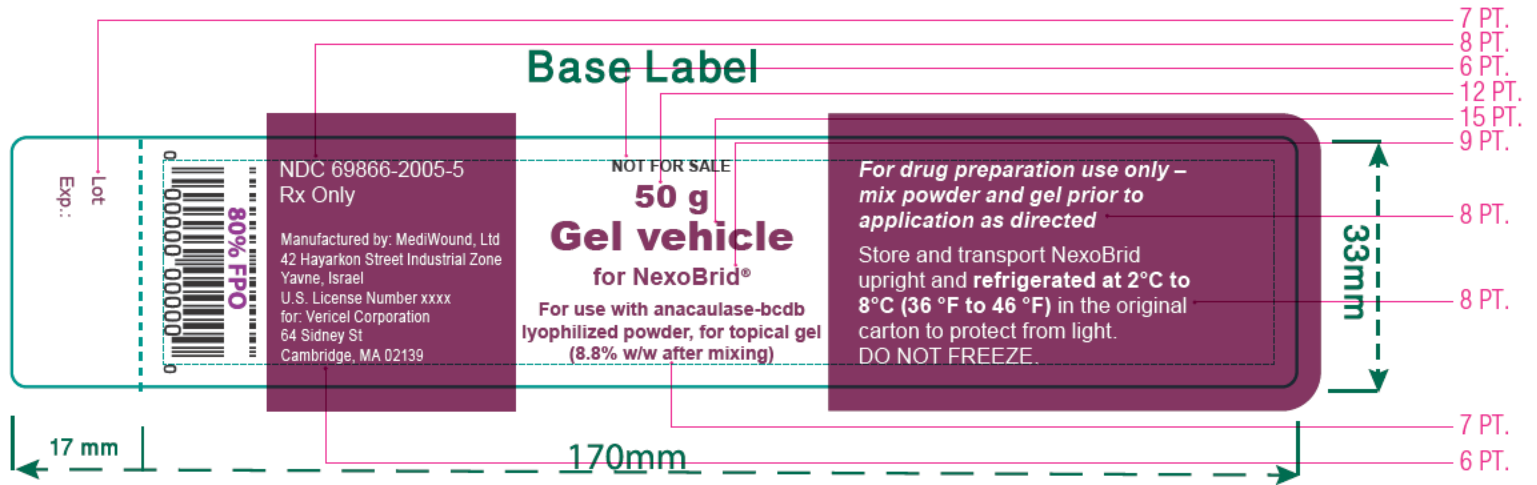 Base Label
7 PT.
8 PT.
6 PT.
12 PT.
15 PT.
9 PT.
8 PT.
8 PT.
7 PT.
6 PT.
Lot
Exp.:
0 00000 00000 0
80% FPO
NDC 69866-2005-5
Rx Only
Manufactured by: MediWound, Ltd
42 Hayarkon Street Industrial Zone
Yavne, Israel
U.S. License Number xxxx
for: Vericel Corporation
64 Sidney St
Cambridge, MA 02139
NOT FOR SALE
50 g
Gel vehicle
for NexoBrid®
For use with anacaulase-bcdb
lyophilized powder, for topical gel
(8.8% w/w after mixing)
For drug preparation use only –
mix powder and gel prior to
application as directed
Store and transport NexoBrid
upright and refrigerated at 2°C to
8°C (36 °F to 46 °F) in the original
carton to protect from light.
DO NOT FREEZE.
33mm
17 mm
170mm